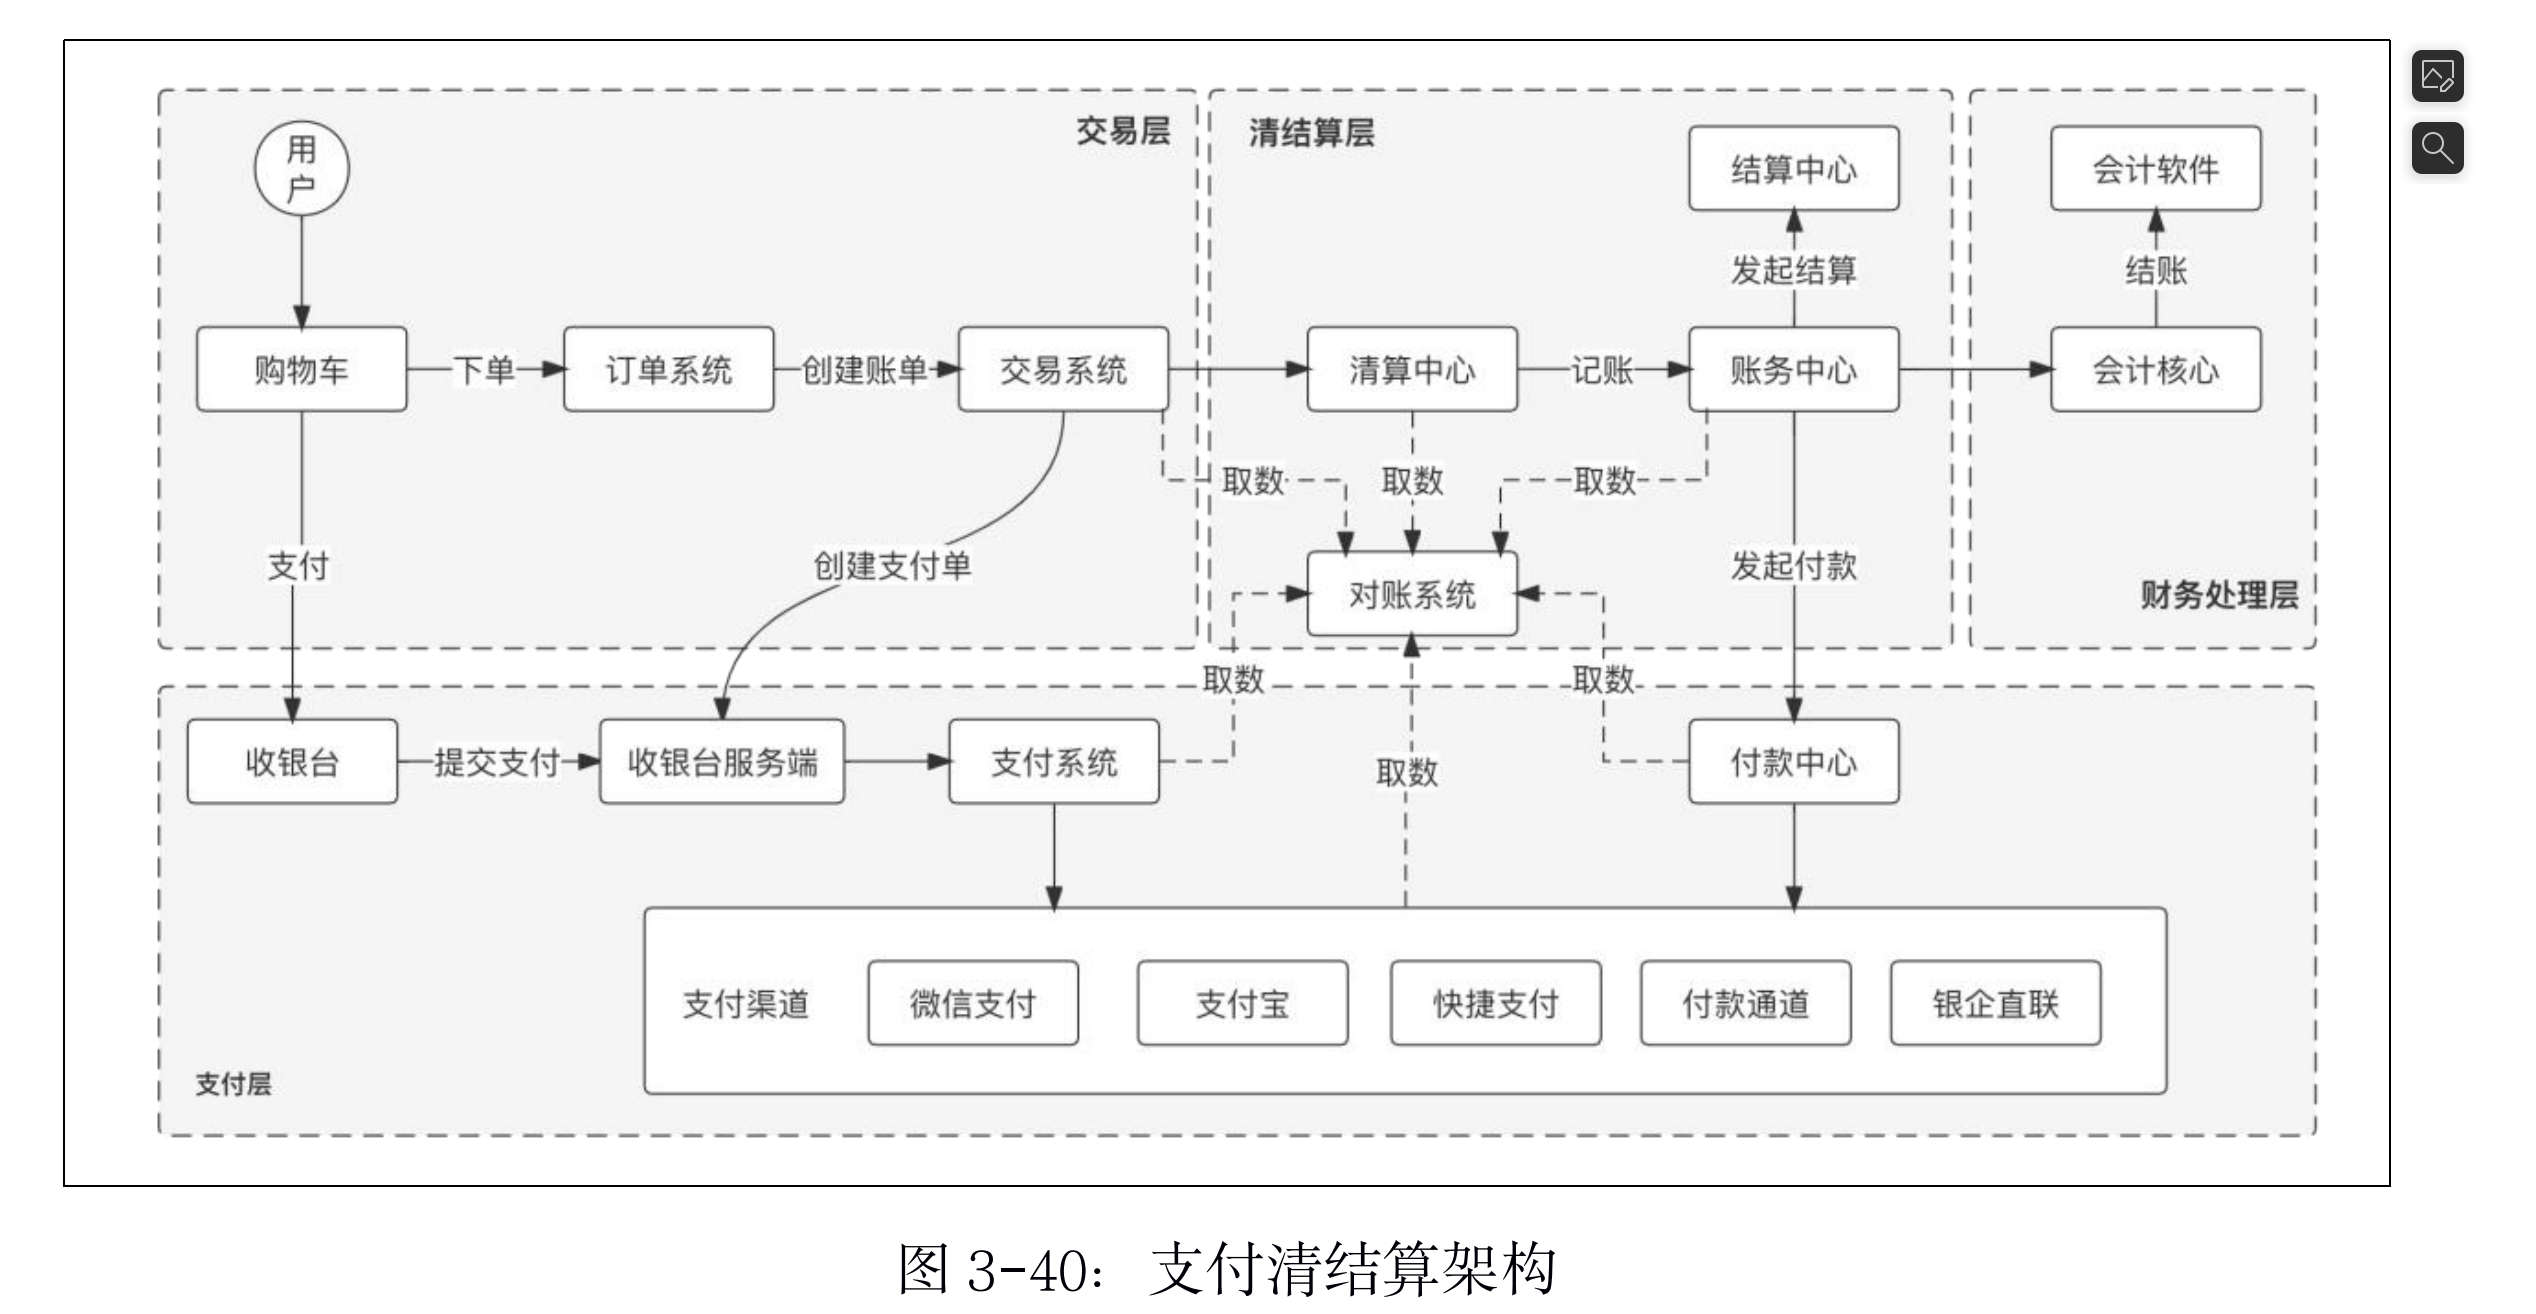 交易层
清结算层
用
户
结算中心
会计软件
发起结算
结账
购物车
下单
订单系统
创建账单
交易系统
清算中心
记账
账务中心
会计核心
取数
取数
取数
支付
创建支付单
对账系统
发起付款
财务处理层
取数
取数
收银台
提交支付
收银台服务端
支付系统
取数
付款中心
支付渠道
微信支付
支付宝
快捷支付
付款通道
银企直联
支付层
图 3-40：支付清结算架构